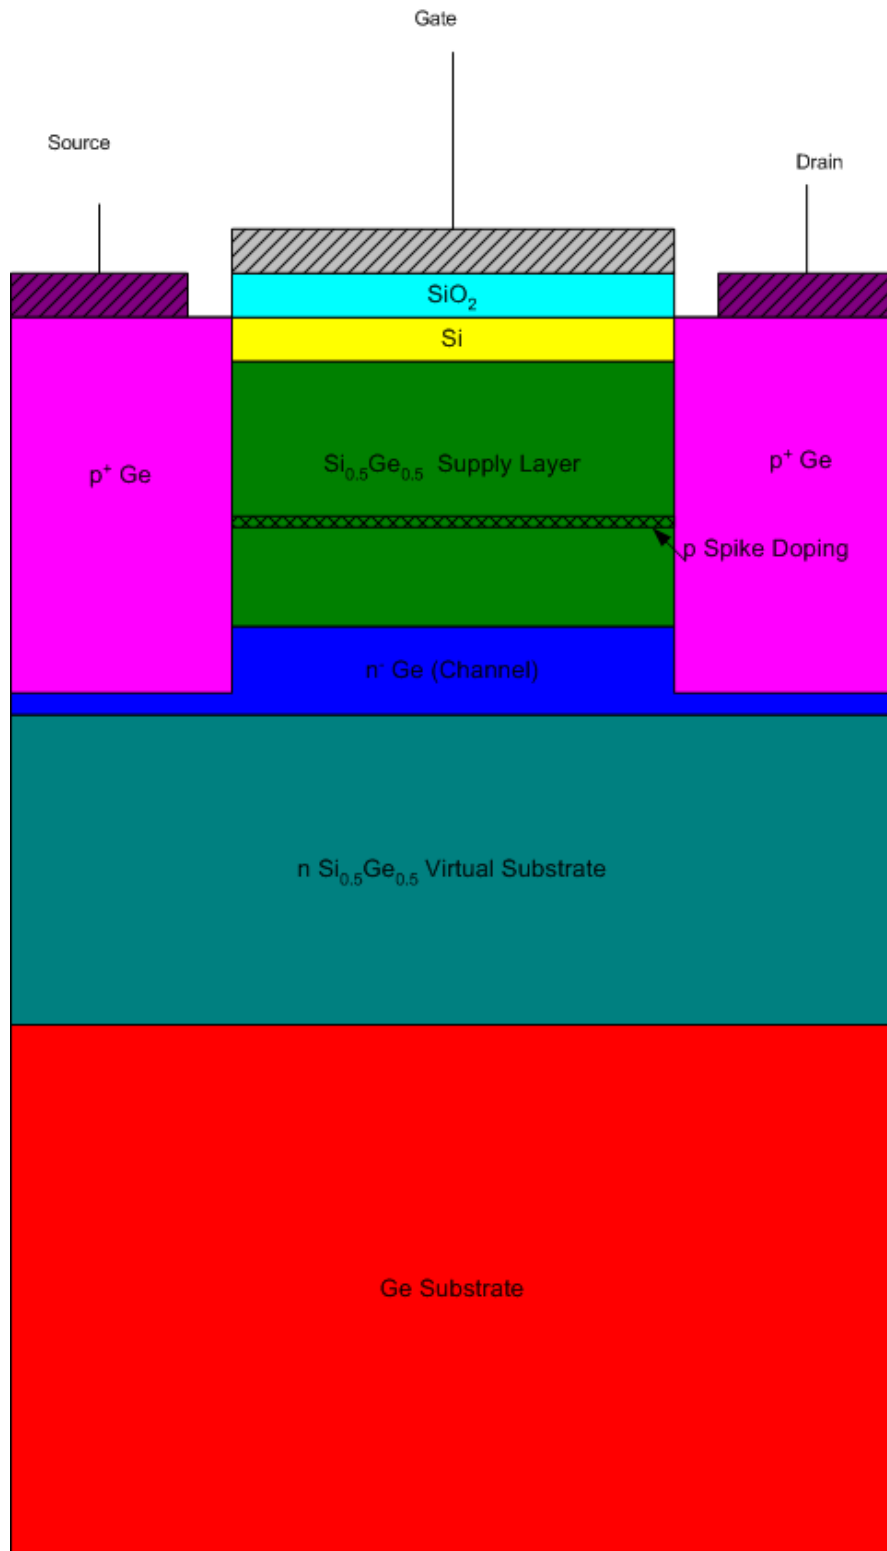 Gate
Source
Drain
SiO₂
Si
Si₀.₅Ge₀.₅ Supply Layer
p⁺ Ge
p⁺ Ge
p Spike Doping
n⁻ Ge (Channel)
n Si₀.₅Ge₀.₅ Virtual Substrate
Ge Substrate